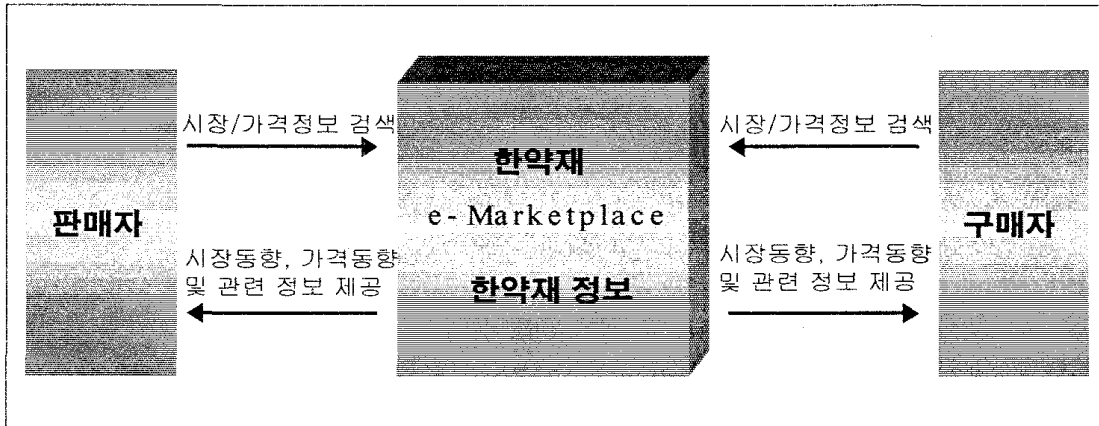 시장/가격정보 검색
시장/가격정보 검색
한약재
e- Marketplace
판매자
구매자
시장동향, 가격동향
및 관련 정보 제공
한약재 정보
시장동향, 가격동향
및 관련 정보 제공